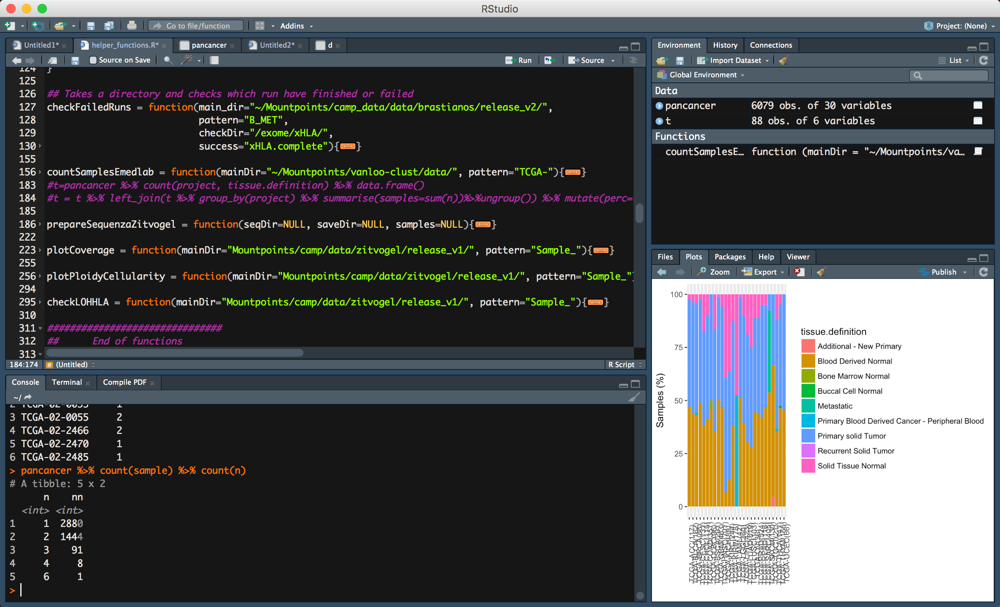 RStudio
Go to file/function
Addins
Project: (None)
Untitled1*
helper_functions.R*
pancancer
Untitled2*
d
Source on Save
Run
Source
124 }
125
126 ## Takes a directory and checks which run have finished or failed
127 checkFailedRuns = function(main_dir="~/Mountpoints/camp_data/data/brastianos/release_v2/",
128 pattern="B_MET",
129 checkDir="/exome/xHLA/",
130 success="xHLA.complete"){}
155
156 countSamplesEmedlab = function(mainDir="~/Mountpoints/vanloo-clust/data/", pattern="TCGA-"){}
183 #t=pancancer %>% count(project, tissue.definition) %>% data.frame()
184 #t = t %>% left_join(t %>% group_by(project) %>% summarise(samples=sum(n))%>%ungroup()) %>% mutate(perc=
185
186 prepareSequenzaZitvogel = function(seqDir=NULL, saveDir=NULL, samples=NULL){}
222
223 plotCoverage = function(mainDir="Mountpoints/camp/data/zitvogel/release_v1/", pattern="Sample_"){}
255
256 plotPloidyCellularity = function(mainDir="Mountpoints/camp/data/zitvogel/release_v1/", pattern="Sample_"
294
295 checkLOHHLA = function(mainDir="Mountpoints/camp/data/zitvogel/release_v1/", pattern="Sample_"){}
310
311 ###############################
312 ## End of functions
313
184:174
# (Untitled)
R Script
Console
Terminal
Compile PDF
~/
3 TCGA-02-0055 2
4 TCGA-02-2466 2
5 TCGA-02-2470 1
6 TCGA-02-2485 1
> pancancer %>% count(sample) %>% count(n)
# A tibble: 5 x 2
n nn
<int> <int>
1 1 2880
2 2 1444
3 3 91
4 4 8
5 6 1
>
Environment
History
Connections
Import Dataset
List
Global Environment
Data
pancancer 6079 obs. of 30 variables
t 88 obs. of 6 variables
Functions
countSamplesE… function (mainDir = "~/Mountpoints/va…
Files
Plots
Packages
Help
Viewer
Zoom
Export
Publish
100
75
50
25
0
Samples (%)
TCGA-ACC(117)
TCGA-UCEC(66)
tissue.definition
Additional - New Primary
Blood Derived Normal
Bone Marrow Normal
Buccal Cell Normal
Metastatic
Primary Blood Derived Cancer - Peripheral Blood
Primary solid Tumor
Recurrent Solid Tumor
Solid Tissue Normal